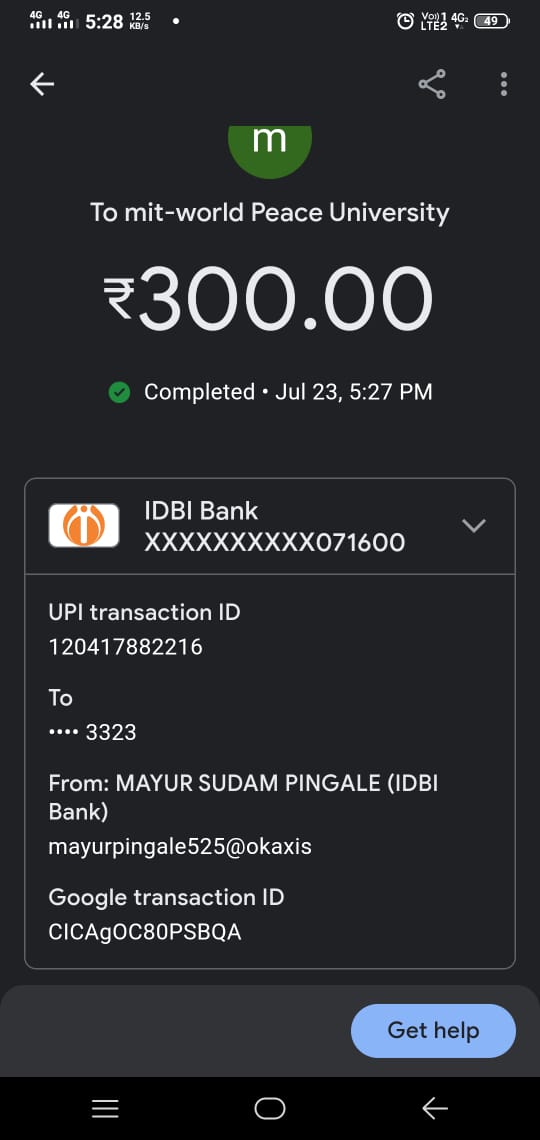 4G 4G 5:28 12.5 KB/s • Vo) 1 LTE2 4G2 49
m
To mit-world Peace University
₹300.00
Completed • Jul 23, 5:27 PM
IDBI Bank
XXXXXXXXXX071600
UPI transaction ID
120417882216
To
•••• 3323
From: MAYUR SUDAM PINGALE (IDBI
Bank)
mayurpingale525@okaxis
Google transaction ID
CICAgOC80PSBQA
Get help